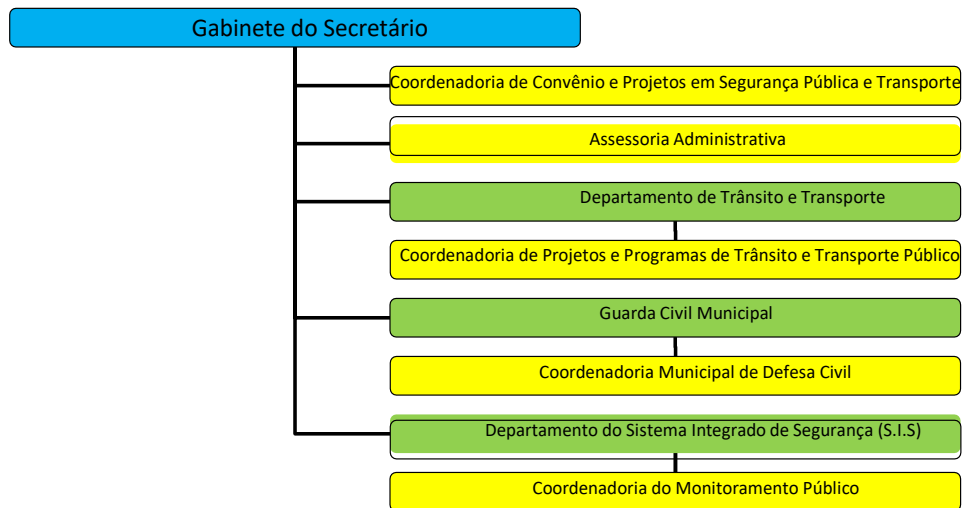 Gabinete do Secretário
Coordenadoria de Convênio e Projetos em Segurança Pública e Transporte
Assessoria Administrativa
Departamento de Trânsito e Transporte
Coordenadoria de Projetos e Programas de Trânsito e Transporte Público
Guarda Civil Municipal
Coordenadoria Municipal de Defesa Civil
Departamento do Sistema Integrado de Segurança (S.I.S)
Coordenadoria do Monitoramento Público